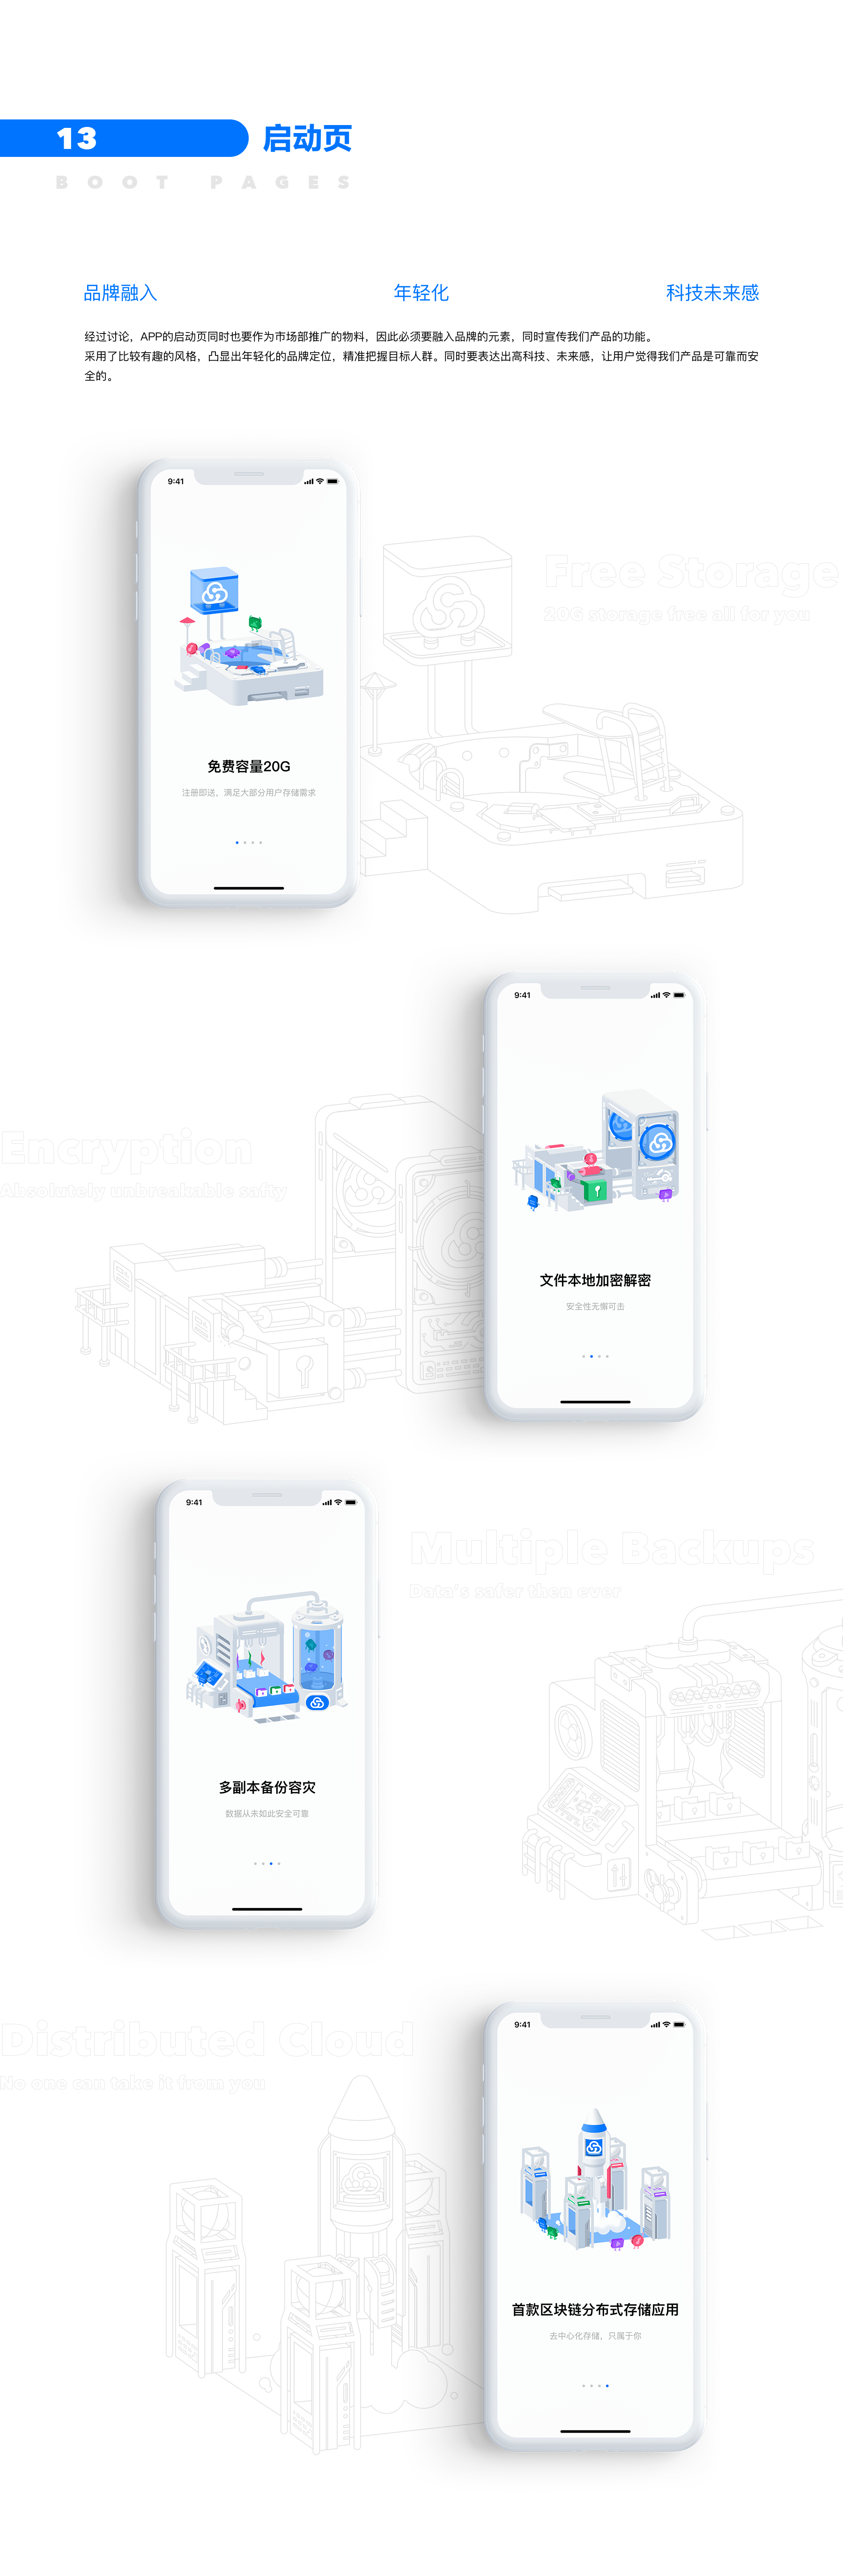 13 启动页
BOOT PAGES
品牌融入 年轻化 科技未来感
经过讨论，APP的启动页同时也要作为市场部推广的物料，因此必须要融入品牌的元素，同时宣传我们产品的功能。
采用了比较有趣的风格，凸显出年轻化的品牌定位，精准把握目标人群。同时要表达出高科技、未来感，让用户觉得我们产品是可靠而安
全的。
9:41
免费容量20G
注册即送，满足大部分用户存储需求
Free Storage
20G storage free all for you
Encryption
Absolutely unbreakable safty
9:41
文件本地加密解密
安全性无懈可击
9:41
多副本备份容灾
数据从未如此安全可靠
Multiple Backups
Data's safer then ever
Distributed Cloud
No one can take it from you
9:41
首款区块链分布式存储应用
去中心化存储，只属于你